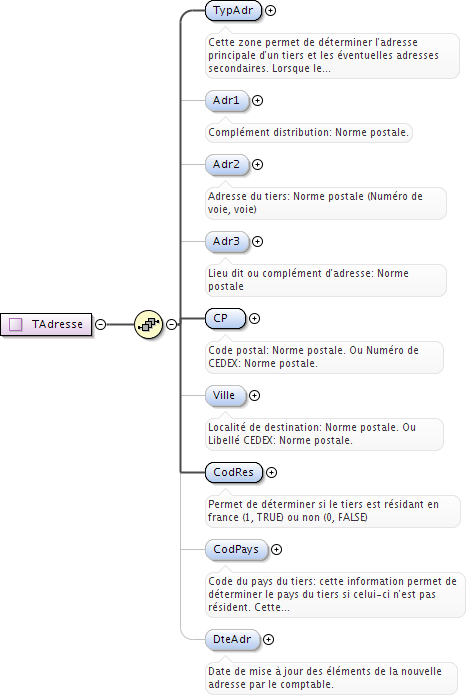 TypAdr
Cette zone permet de déterminer l'adresse
principale d'un tiers et les éventuelles adresses
secondaires. Lorsque le...
Adr1
Complément distribution: Norme postale.
Adr2
Adresse du tiers: Norme postale (Numéro de
voie, voie)
Adr3
Lieu dit ou complément d'adresse: Norme
postale
TAdresse
CP
Code postal: Norme postale. Ou Numéro de
CEDEX: Norme postale.
Ville
Localité de destination: Norme postale. Ou
Libellé CEDEX: Norme postale.
CodRes
Permet de déterminer si le tiers est résidant en
france (1, TRUE) ou non (0, FALSE)
CodPays
Code du pays du tiers: cette information permet de
déterminer le pays du tiers si celui-ci n'est pas
résident. Cette...
DteAdr
Date de mise à jour des éléments de la nouvelle
adresse par le comptable.